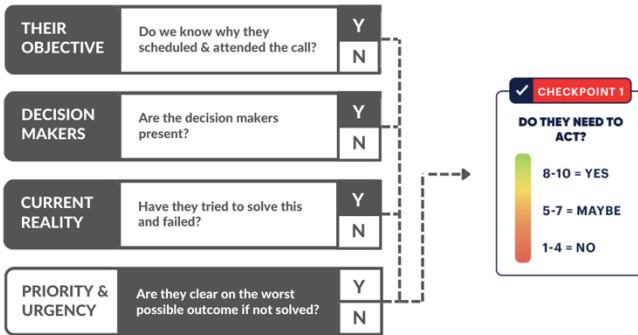 THEIR
OBJECTIVE
Do we know why they
scheduled & attended the call?
Y
N
DECISION
MAKERS
Are the decision makers
present?
Y
N
CURRENT
REALITY
Have they tried to solve this
and failed?
Y
N
PRIORITY &
URGENCY
Are they clear on the worst
possible outcome if not solved?
Y
N
CHECKPOINT 1
DO THEY NEED TO
ACT?
8-10 = YES
5-7 = MAYBE
1-4 = NO